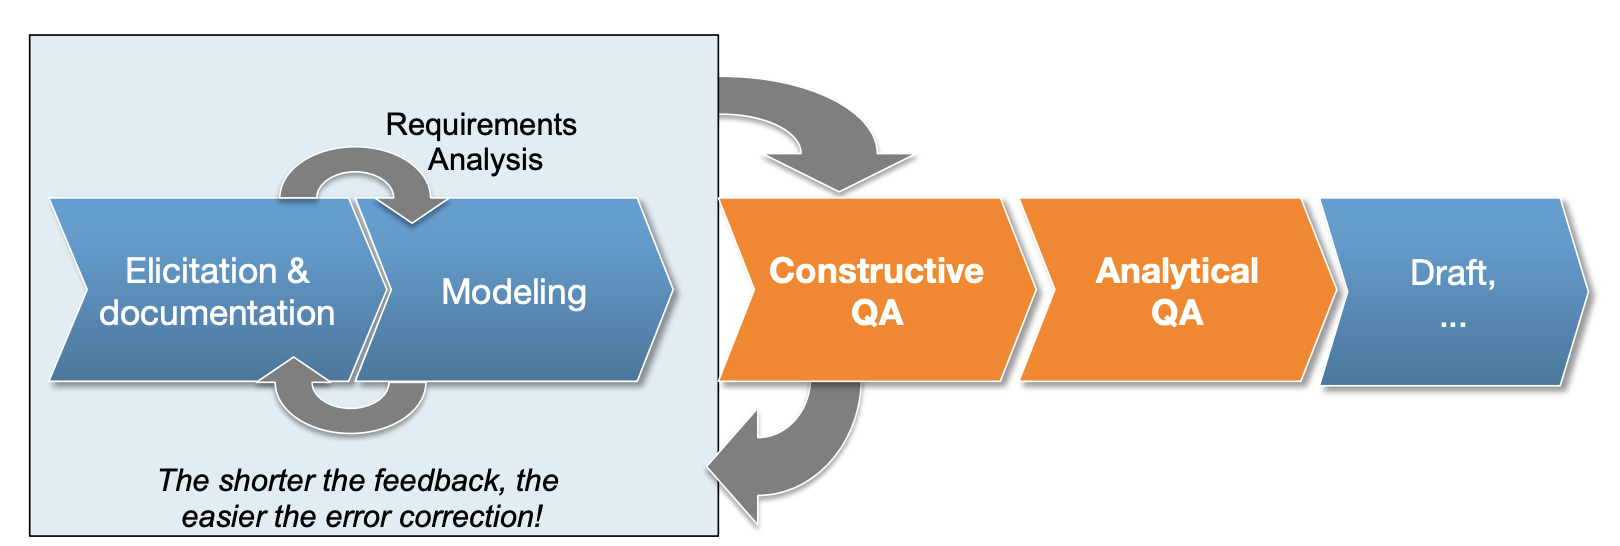 Requirements
Analysis
Elicitation &
documentation
Modeling
Constructive
QA
Analytical
QA
Draft,
...
The shorter the feedback, the
easier the error correction!